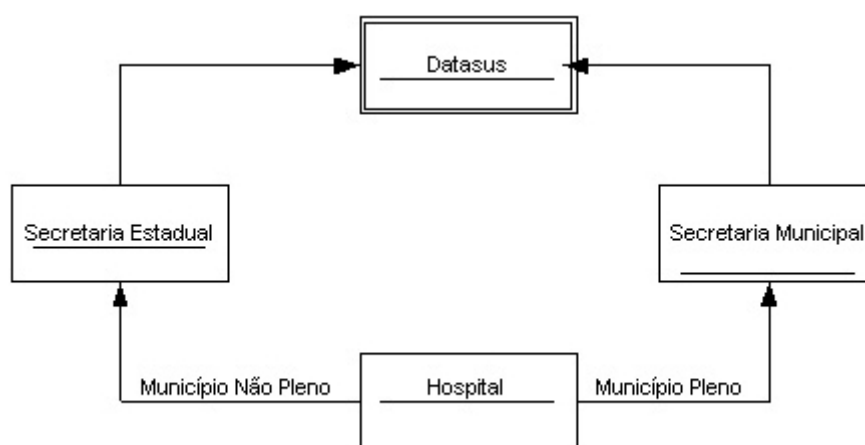 Datasus
Secretaria Estadual
Secretaria Municipal
Município Não Pleno
Hospital
Município Pleno